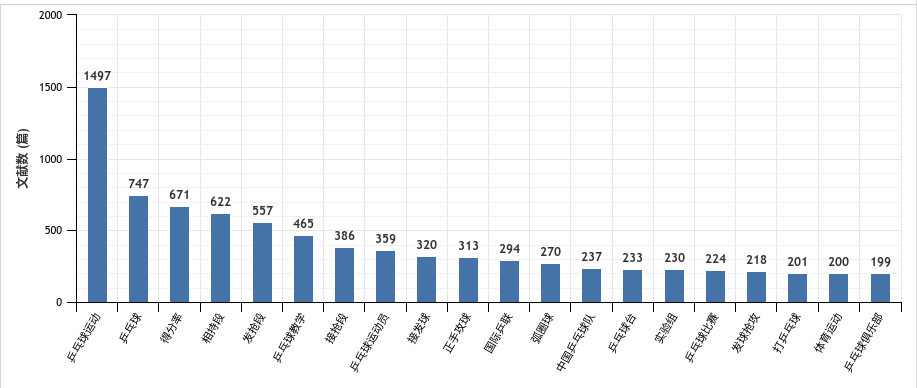 文献数 (篇)
2000
1500
1000
500
0
1497
747
671
622
557
465
386
359
320
313
294
270
237
233
230
224
218
201
200
199
乒乓球运动
乒乓球
得分率
相持段
发抢段
乒乓球教学
接抢段
乒乓球运动员
接发球
正手攻球
国际乒联
弧圈球
中国乒乓球队
乒乓球台
实验组
乒乓球比赛
发球抢攻
打乒乓球
体育运动
乒乓球俱乐部